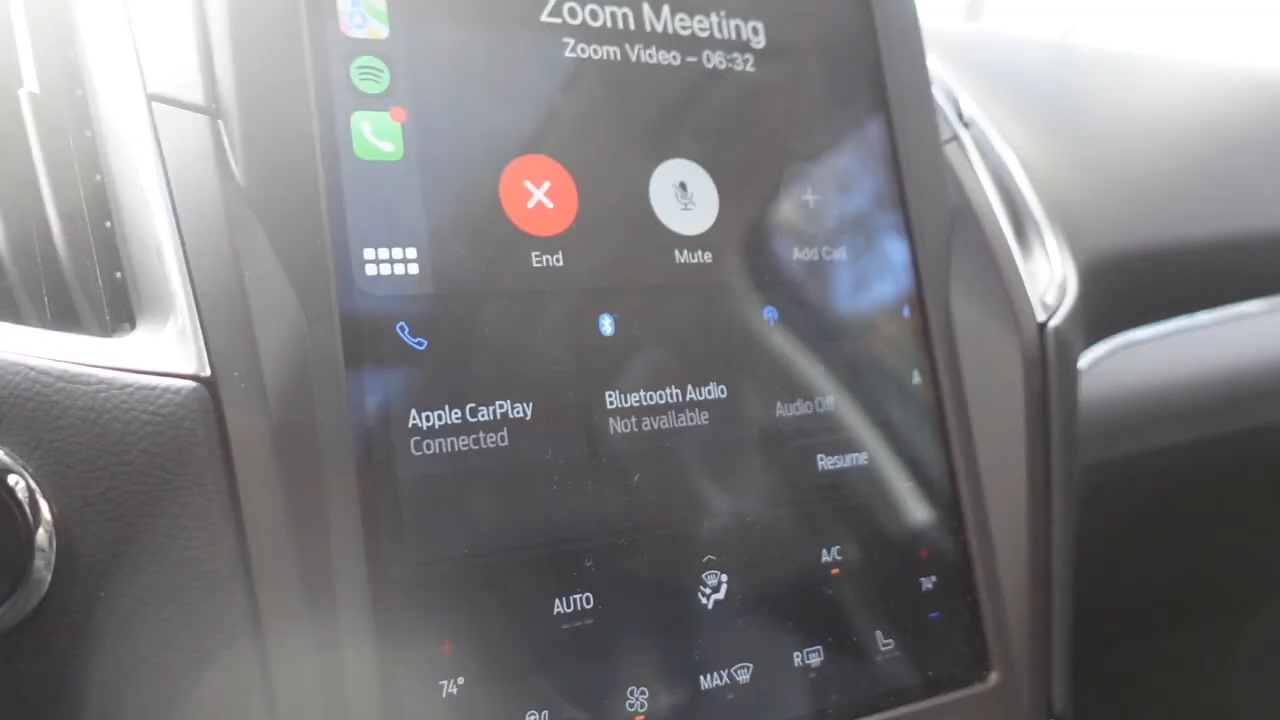 Zoom Meeting
Zoom Video – 06:32
End
Mute
Add Call
Apple CarPlay
Connected
Bluetooth Audio
Not available
Audio Off
Resume
A/C
AUTO
74°
74°
MAX
R